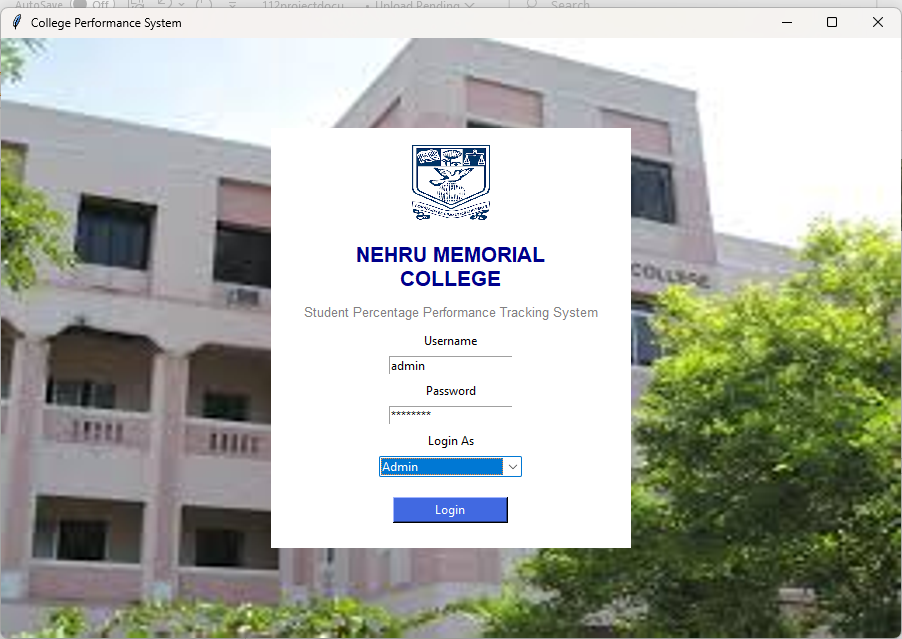 AutoSave Off 112projectdocu... • Upload Pending Search
College Performance System
COLLEGE
NEHRU MEMORIAL
COLLEGE
Student Percentage Performance Tracking System
Username
admin
Password
********
Login As
Admin
Login